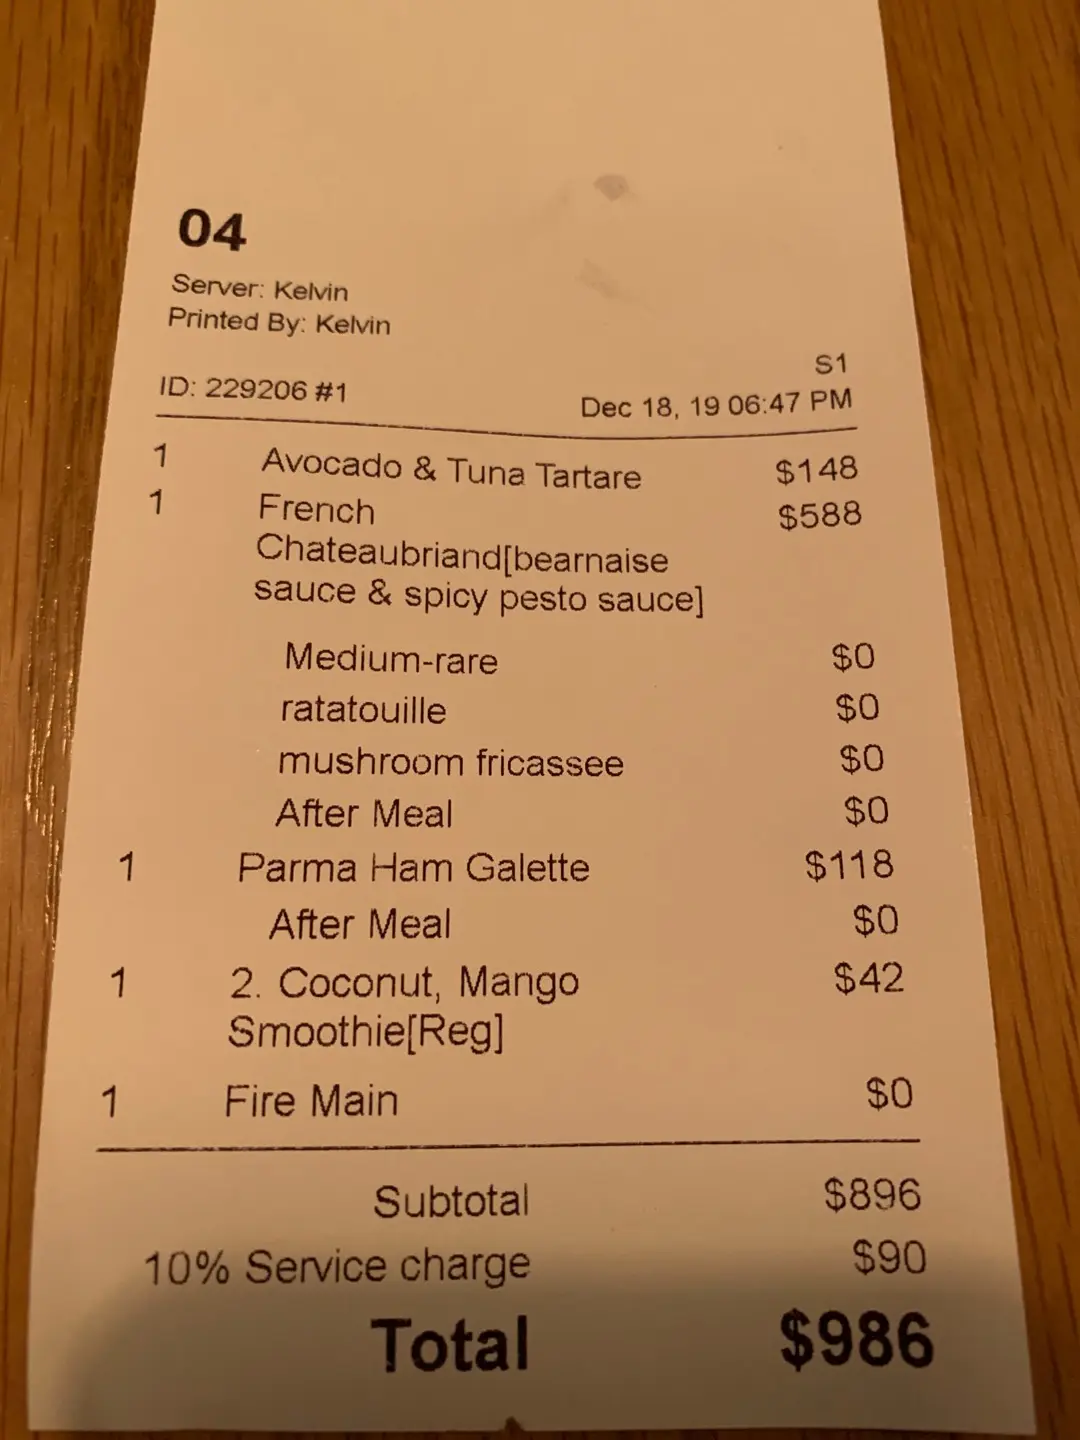 04
Server: Kelvin
Printed By: Kelvin
S1
ID: 229206 #1 Dec 18, 19 06:47 PM
1 Avocado & Tuna Tartare $148
1 French $588
Chateaubriand[bearnaise
sauce & spicy pesto sauce]
Medium-rare $0
ratatouille $0
mushroom fricassee $0
After Meal $0
1 Parma Ham Galette $118
After Meal $0
1 2. Coconut, Mango $42
Smoothie[Reg]
1 Fire Main $0
Subtotal $896
10% Service charge $90
Total $986